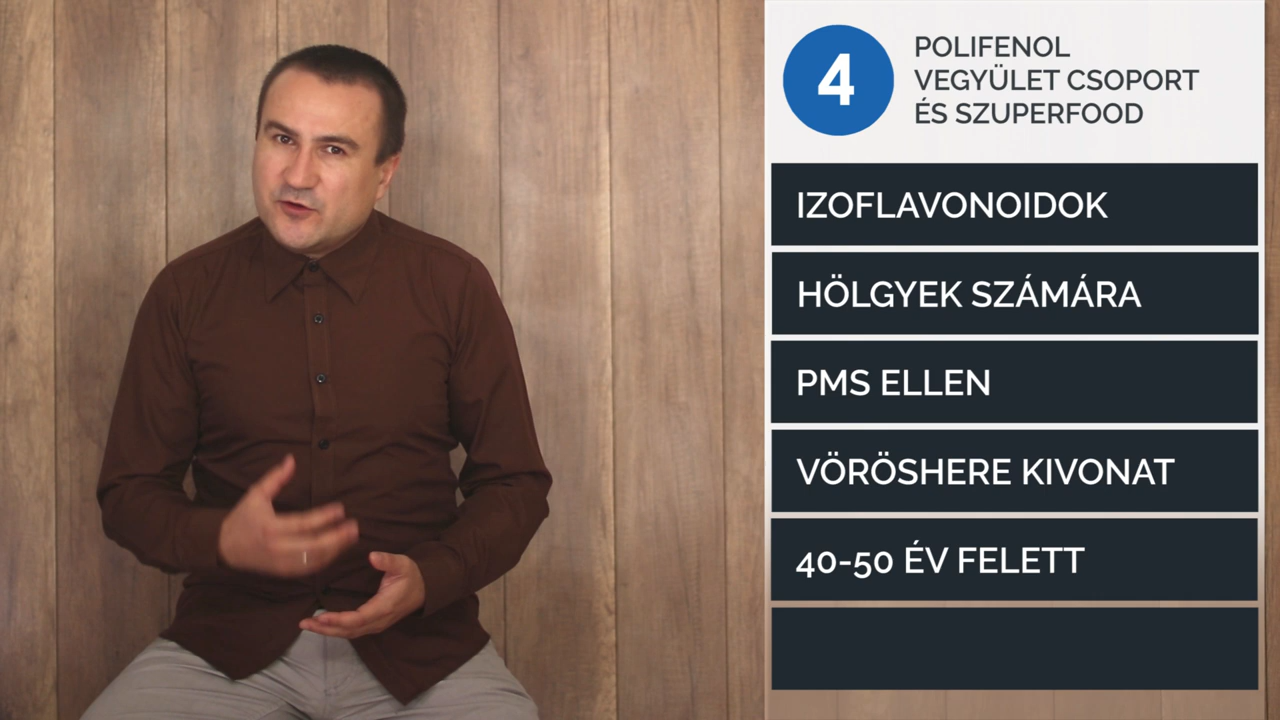 4
POLIFENOL
VEGYÜLET CSOPORT
ÉS SZUPERFOOD
IZOFLAVONOIDOK
HÖLGYEK SZÁMÁRA
PMS ELLEN
VÖRÖSHERE KIVONAT
40-50 ÉV FELETT